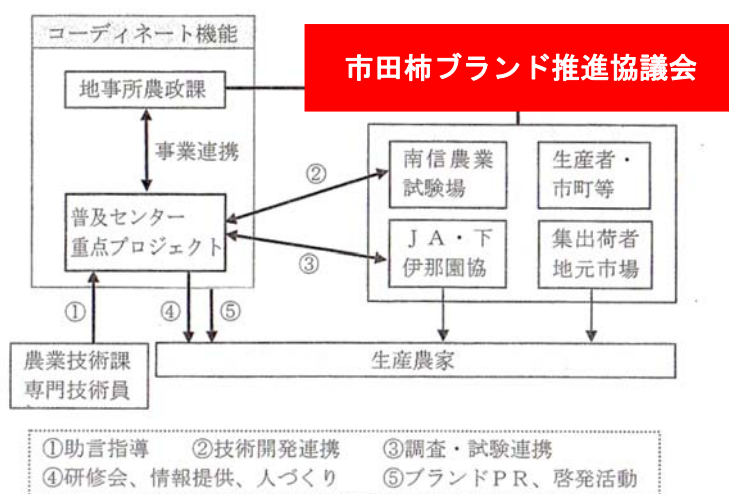 コーディネート機能
市田柿ブランド推進協議会
地事所農政課
事業連携
南信農業
試験場
生産者・
市町等
②
普及センター
重点プロジェクト
JA・下
伊那園協
集出荷者
地元市場
③
①
④
⑤
農業技術課
専門技術員
生産農家
①助言指導 ②技術開発連携 ③調査・試験連携
④研修会、情報提供、人づくり ⑤ブランドPR、啓発活動